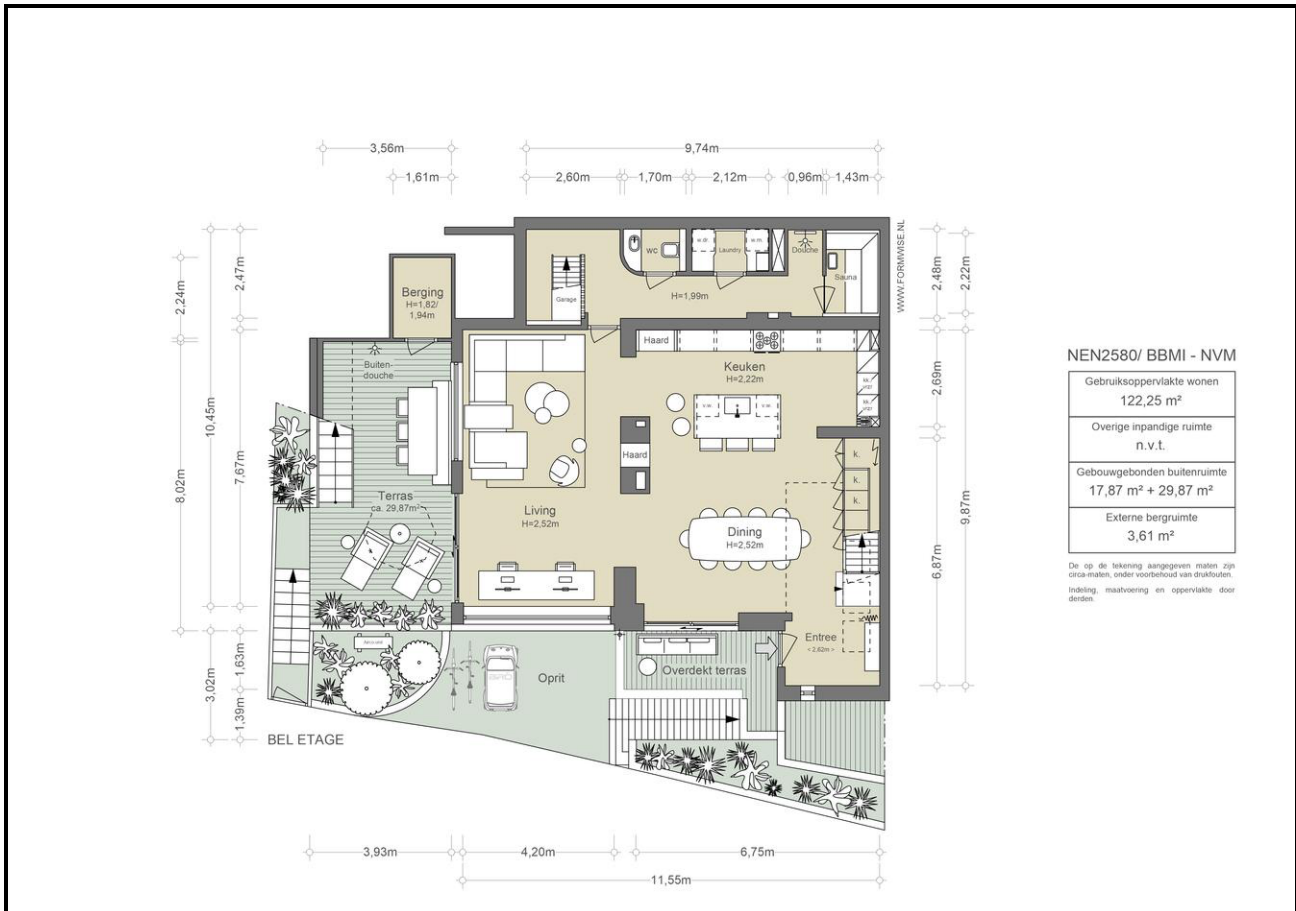 3,56m
9,74m
1,61m
2,60m
1,70m
2,12m
0,96m
1,43m
WWW.FORMWISE.NL
wc
w.dr.
Laundry
w.m.
Douche
Sauna
Garage
H=1,99m
2,47m
2,24m
10,45m
7,67m
8,02m
2,48m
2,22m
2,69m
9,87m
6,87m
Berging
H=1,82/
1,94m
Buiten-
douche
Haard
Keuken
H=2,22m
v.w.
v.w.
kk./
vrizr
kk./
vrizr
Haard
k.
k.
k.
Terras
ca. 29,87m²
Living
H=2,52m
Dining
H=2,52m
Entree
< 2,62m >
Overdekt terras
Oprit
3,02m
1,63m
1,39m
BEL ETAGE
3,93m
4,20m
6,75m
11,55m
NEN2580/ BBMI - NVM
Gebruiksoppervlakte wonen
122,25 m²
Overige inpandige ruimte
n.v.t.
Gebouwgebonden buitenruimte
17,87 m² + 29,87 m²
Externe bergruimte
3,61 m²
De op de tekening aangegeven maten zijn
circa-maten, onder voorbehoud van drukfouten.
Indeling, maatvoering en oppervlakte door
derden.